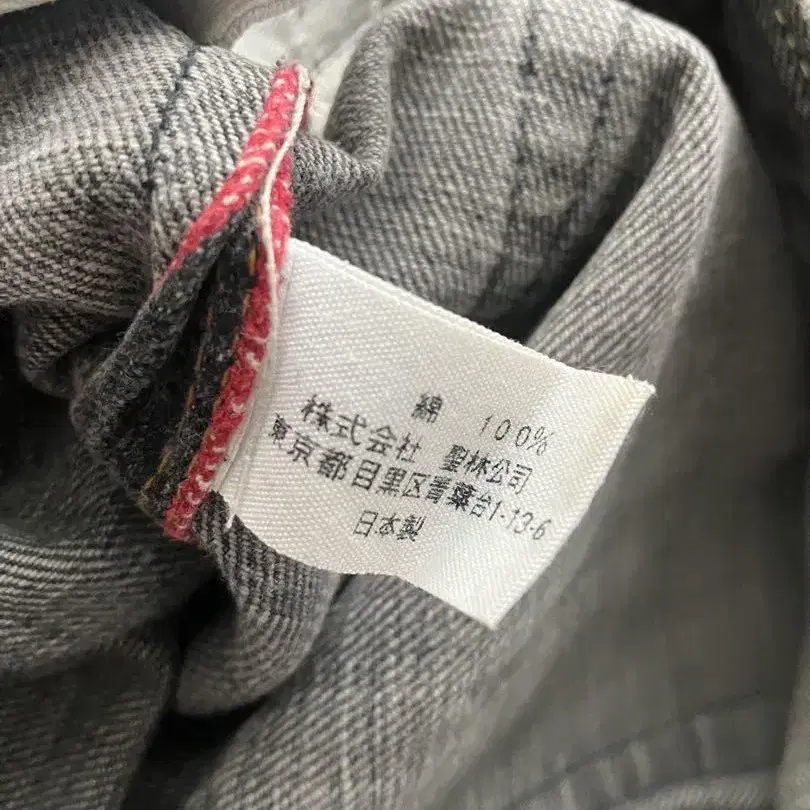 綿 100%
株式会社 聖林公司
東京都目黒区青葉台1-13-6
日本製